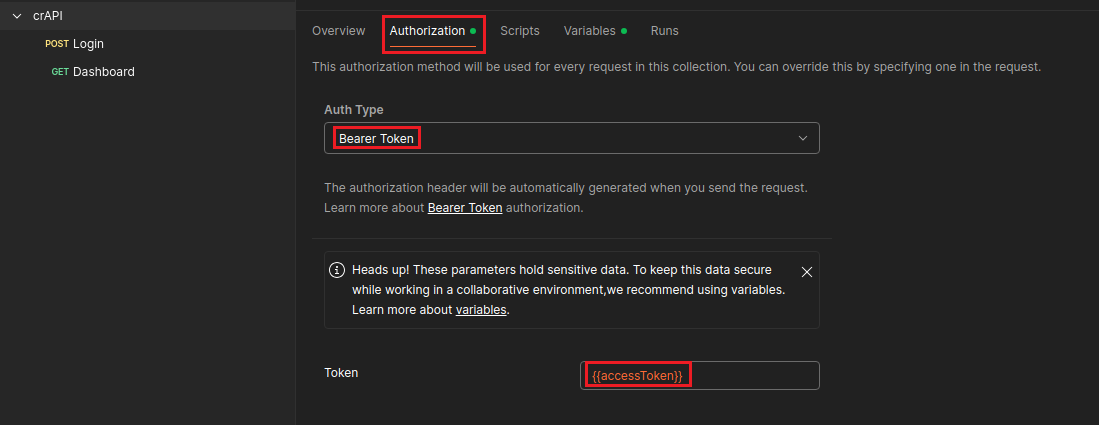 crAPI
POST Login
GET Dashboard
Overview Authorization Scripts Variables Runs
This authorization method will be used for every request in this collection. You can override this by specifying one in the request.
Auth Type
Bearer Token
The authorization header will be automatically generated when you send the request.
Learn more about Bearer Token authorization.
Heads up! These parameters hold sensitive data. To keep this data secure
while working in a collaborative environment,we recommend using variables.
Learn more about variables.
Token {{accessToken}}